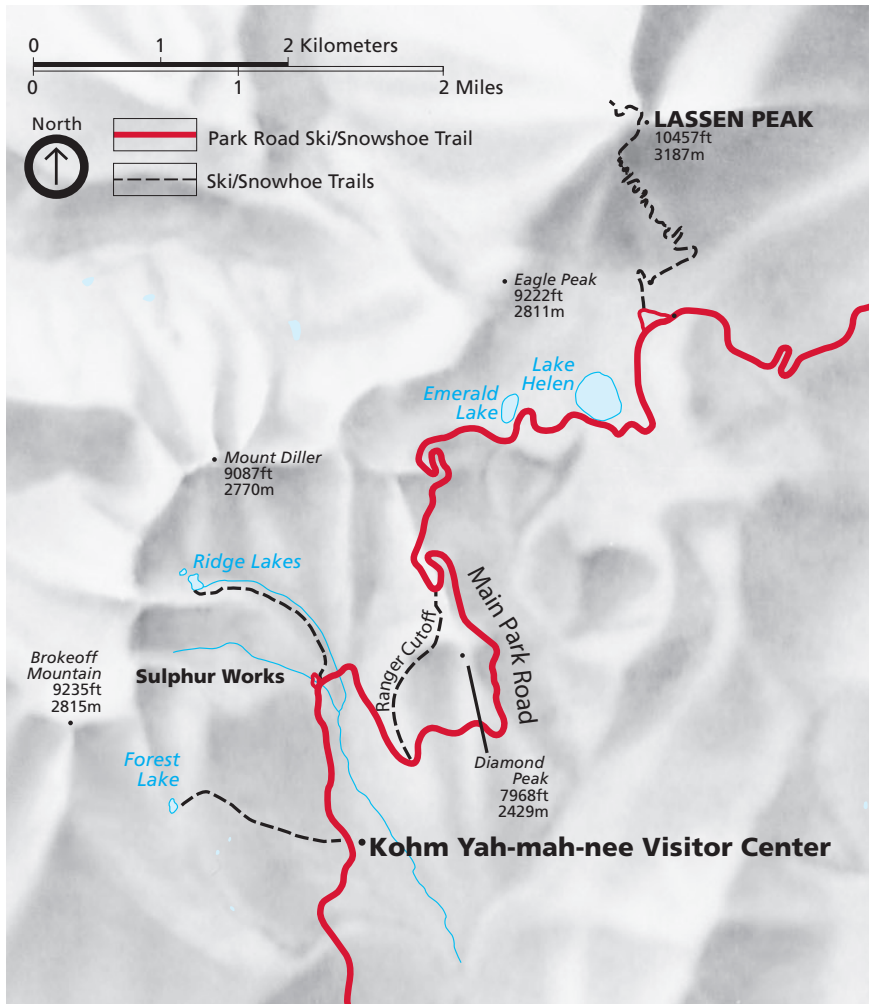 0 1 2 Kilometers
0 1 2 Miles
North
Park Road Ski/Snowshoe Trail
Ski/Snowhoe Trails
LASSEN PEAK
10457ft
3187m
Eagle Peak
9222ft
2811m
Lake
Helen
Emerald
Lake
Mount Diller
9087ft
2770m
Ridge Lakes
Main Park Road
Ranger Cutoff
Brokeoff
Mountain
9235ft
2815m
Sulphur Works
Forest
Lake
Diamond
Peak
7968ft
2429m
Kohm Yah-mah-nee Visitor Center